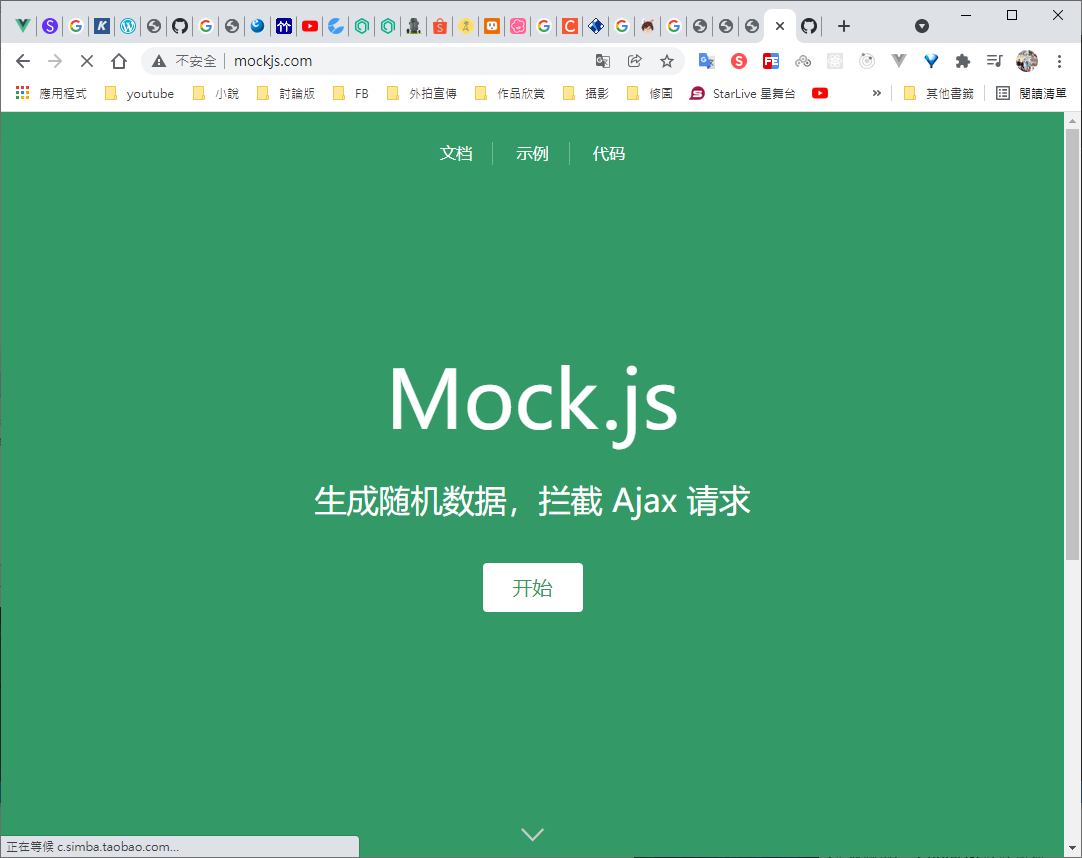 不安全 mockjs.com
應用程式 youtube 小說 討論版 FB 外拍宣傳 作品欣賞 攝影 修圖 StarLive 星舞台 » 其他書籤 閱讀清單
文档 示例 代码
Mock.js
生成随机数据，拦截 Ajax 请求
开始
正在等候 c.simba.taobao.com...